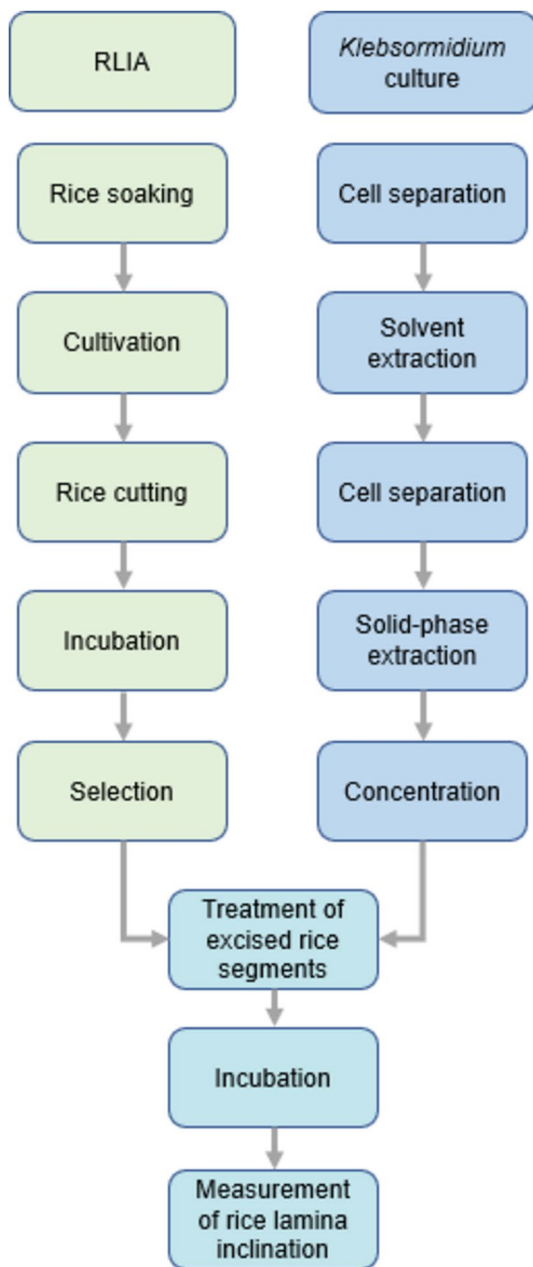 RLIA
Klebsormidium
culture
Rice soaking
Cell separation
Cultivation
Solvent
extraction
Rice cutting
Cell separation
Incubation
Solid-phase
extraction
Selection
Concentration
Treatment of
excised rice
segments
Incubation
Measurement
of rice lamina
inclination